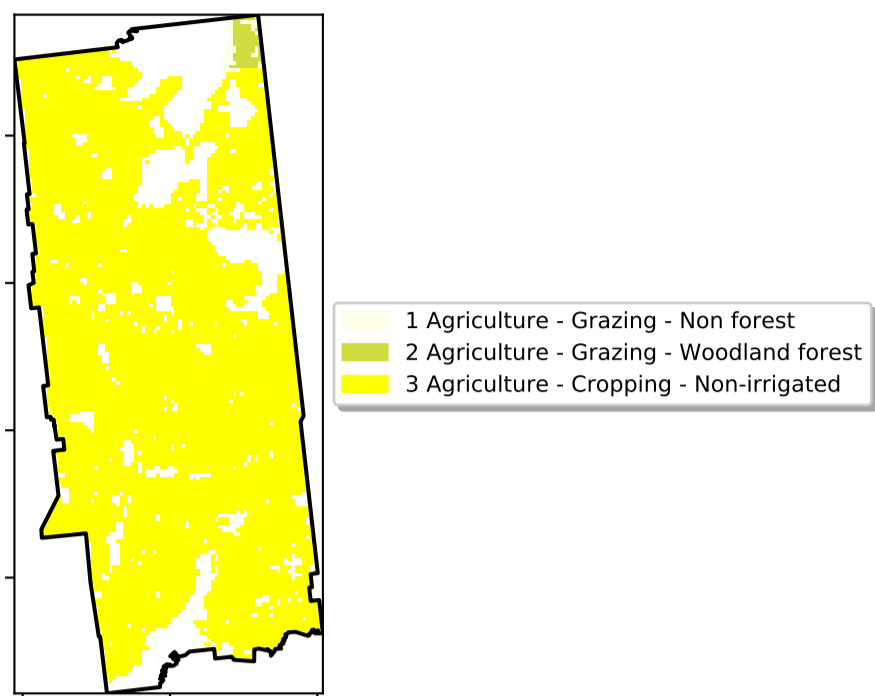 1 Agriculture - Grazing - Non forest
2 Agriculture - Grazing - Woodland forest
3 Agriculture - Cropping - Non-irrigated